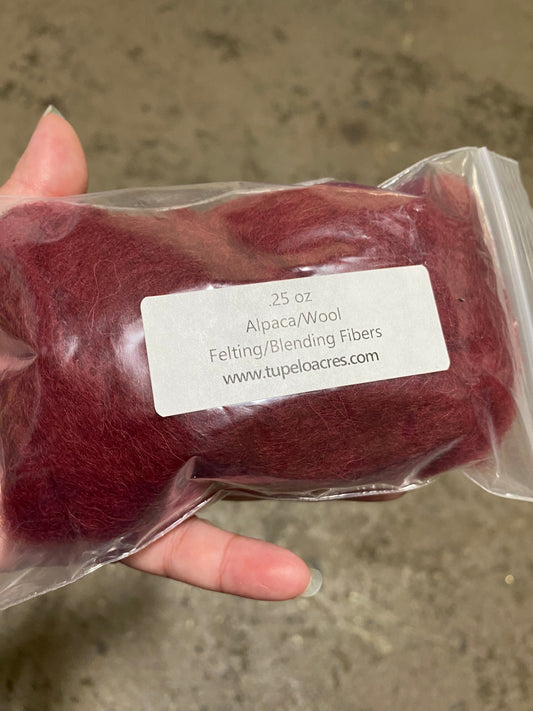 .25 oz
Alpaca/Wool
Felting/Blending Fibers
www.tupeloacres.com